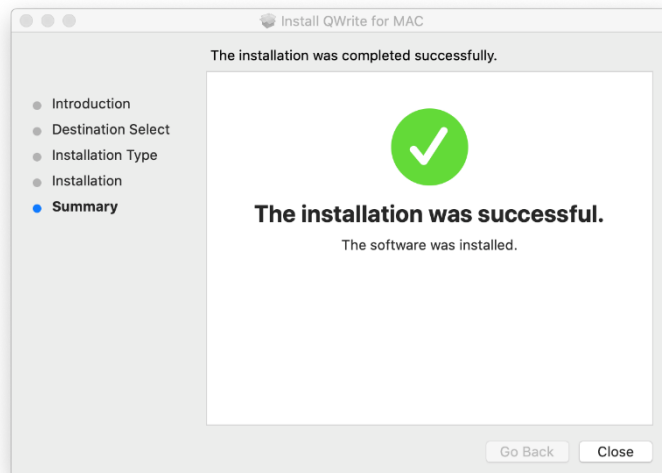 Install QWrite for MAC
The installation was completed successfully.
Introduction
Destination Select
Installation Type
Installation
Summary
The installation was successful.
The software was installed.
Go Back
Close